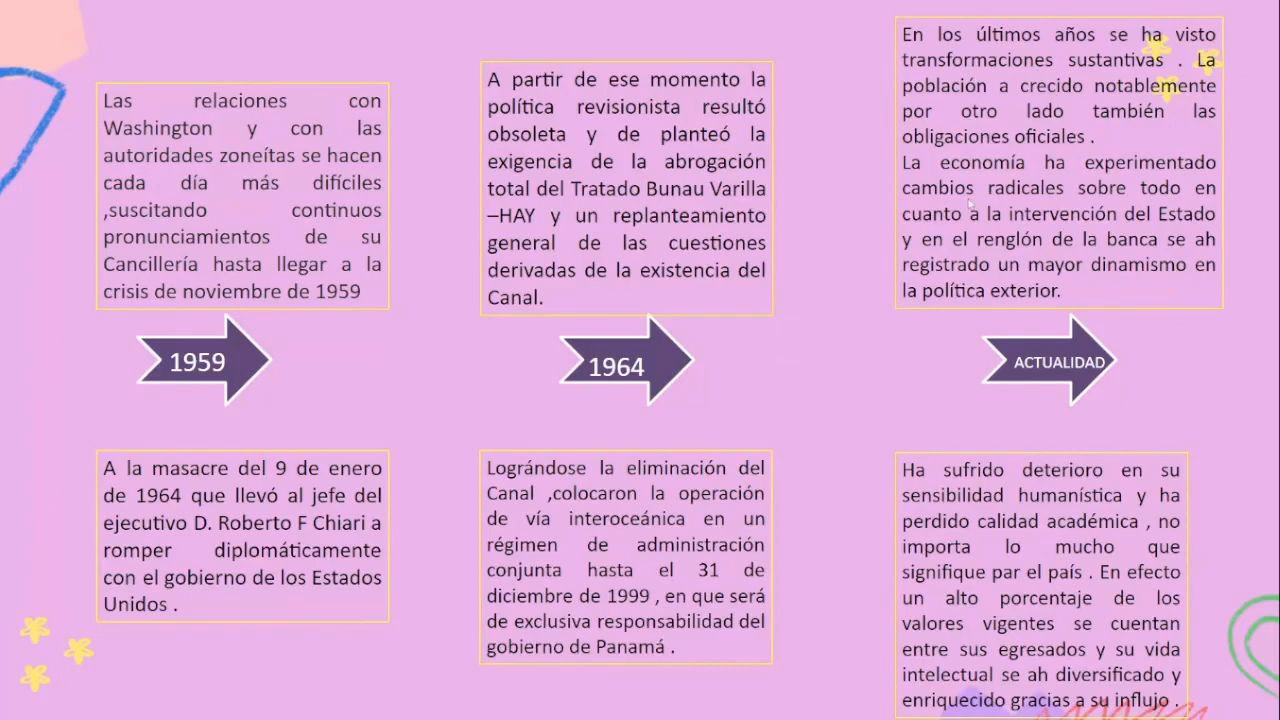 Las relaciones con
Washington y con las
autoridades zoneítas se hacen
cada día más difíciles
,suscitando continuos
pronunciamientos de su
Cancillería hasta llegar a la
crisis de noviembre de 1959
1959
A la masacre del 9 de enero
de 1964 que llevó al jefe del
ejecutivo D. Roberto F Chiari a
romper diplomáticamente
con el gobierno de los Estados
Unidos .
A partir de ese momento la
política revisionista resultó
obsoleta y de planteó la
exigencia de la abrogación
total del Tratado Bunau Varilla
–HAY y un replanteamiento
general de las cuestiones
derivadas de la existencia del
Canal.
1964
Lográndose la eliminación del
Canal ,colocaron la operación
de vía interoceánica en un
régimen de administración
conjunta hasta el 31 de
diciembre de 1999 , en que será
de exclusiva responsabilidad del
gobierno de Panamá .
En los últimos años se ha visto
transformaciones sustantivas . La
población a crecido notablemente
por otro lado también las
obligaciones oficiales .
La economía ha experimentado
cambios radicales sobre todo en
cuanto a la intervención del Estado
y en el renglón de la banca se ah
registrado un mayor dinamismo en
la política exterior.
ACTUALIDAD
Ha sufrido deterioro en su
sensibilidad humanística y ha
perdido calidad académica , no
importa lo mucho que
signifique par el país . En efecto
un alto porcentaje de los
valores vigentes se cuentan
entre sus egresados y su vida
intelectual se ah diversificado y
enriquecido gracias a su influjo .